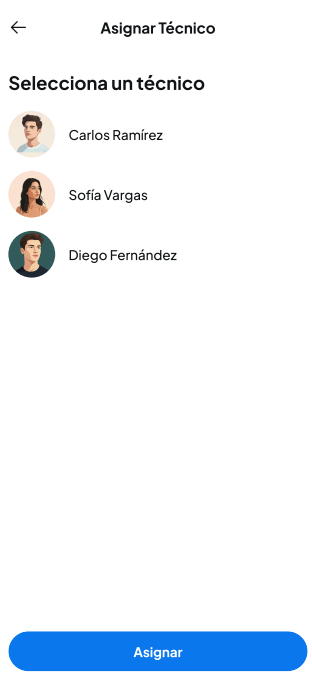 Asignar Técnico
Selecciona un técnico
Carlos Ramírez
Sofía Vargas
Diego Fernández
Asignar